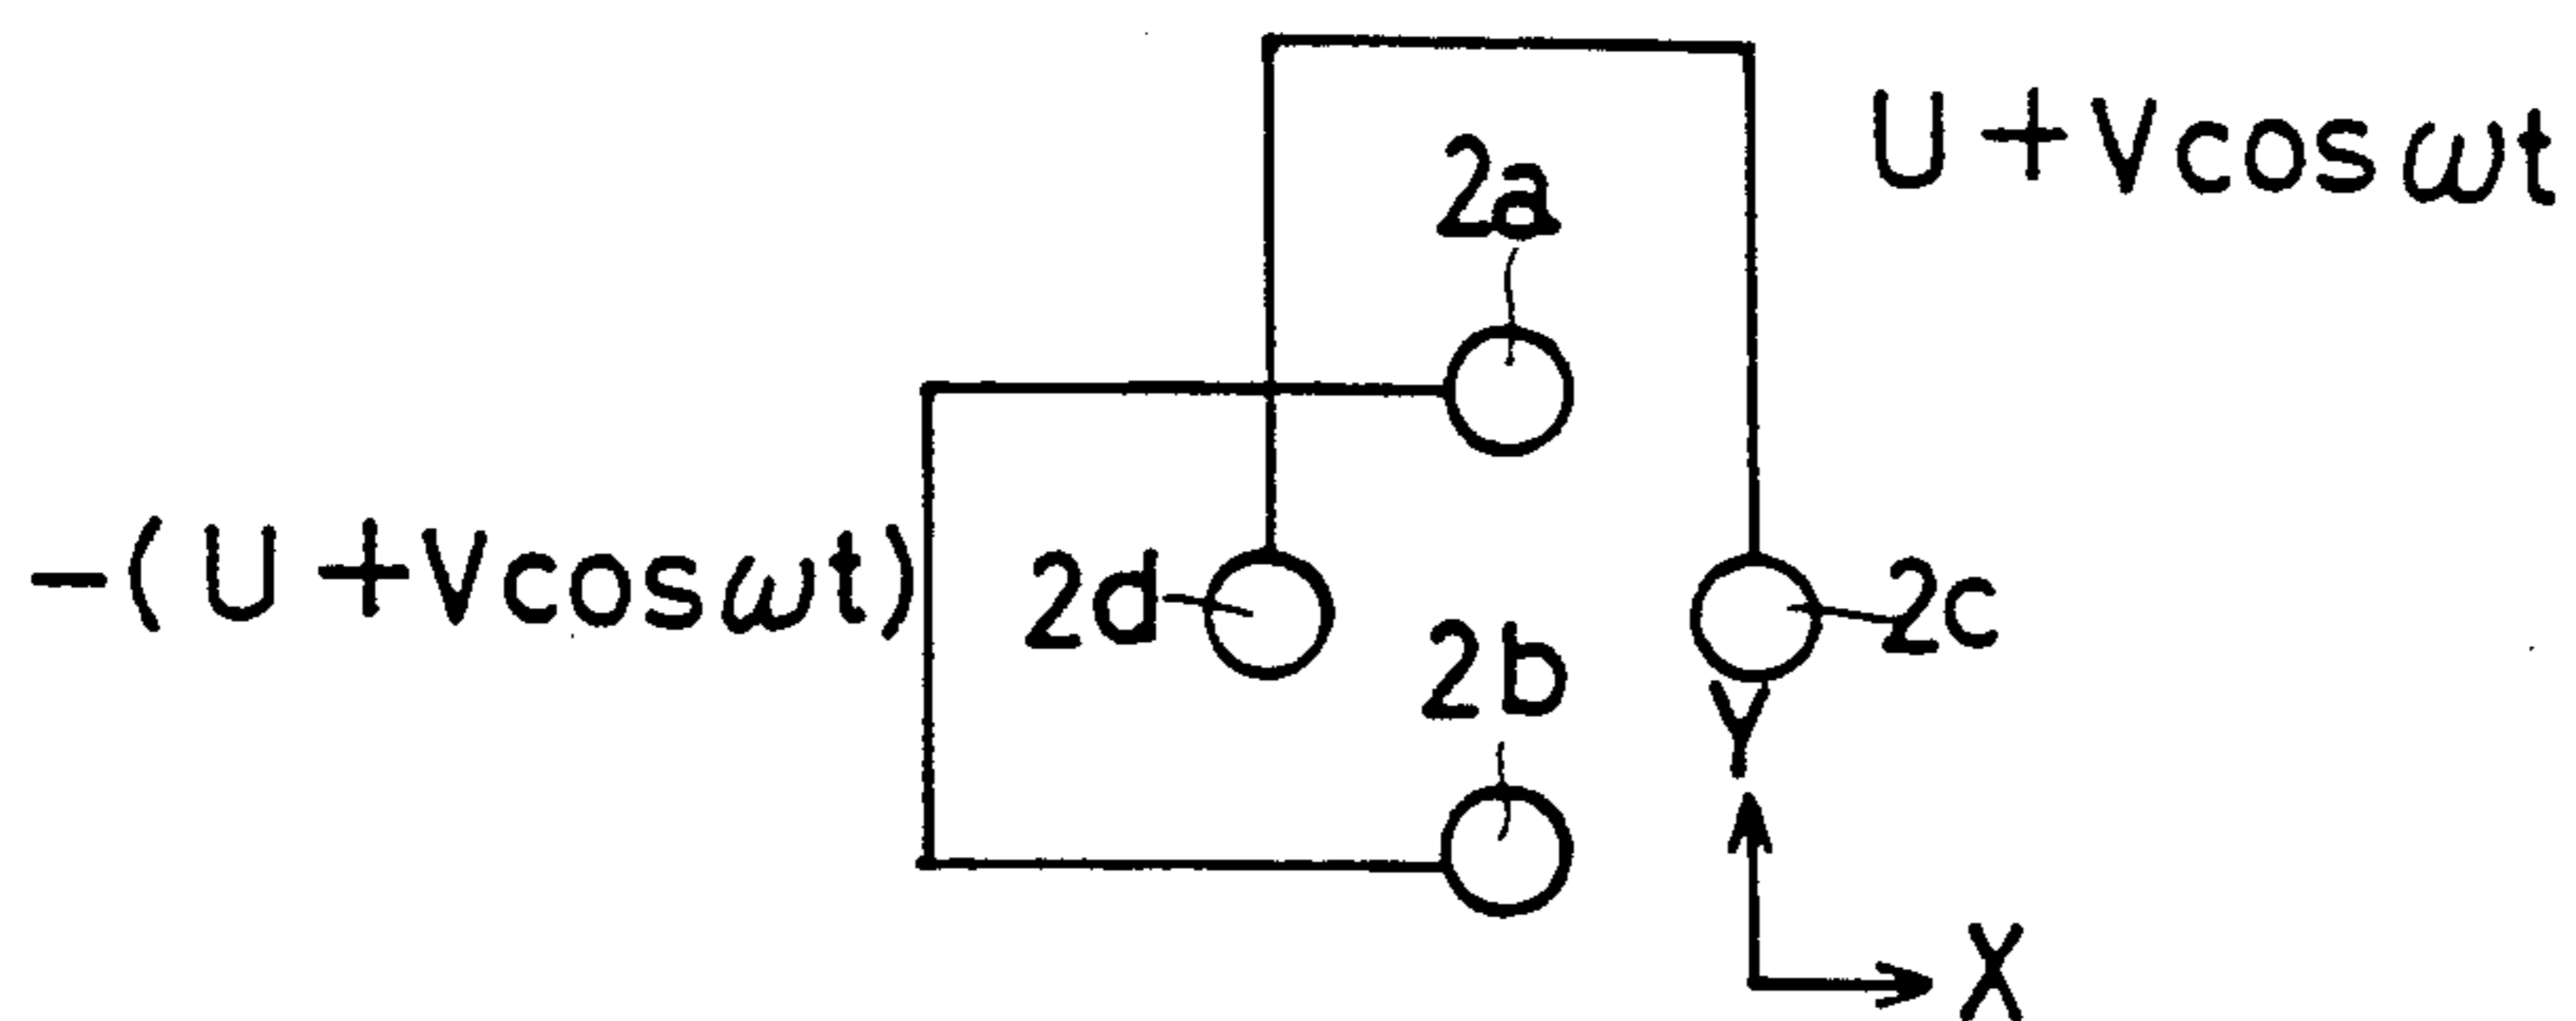 U+Vcosωt
2a
-(U+Vcosωt)
2d
2c
2b
Y
X